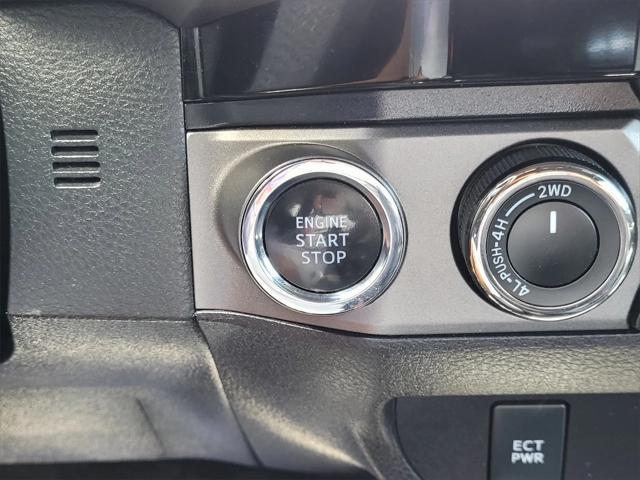 ENGINE
START
STOP
2WD
4L-PUSH-4H
ECT
PWR